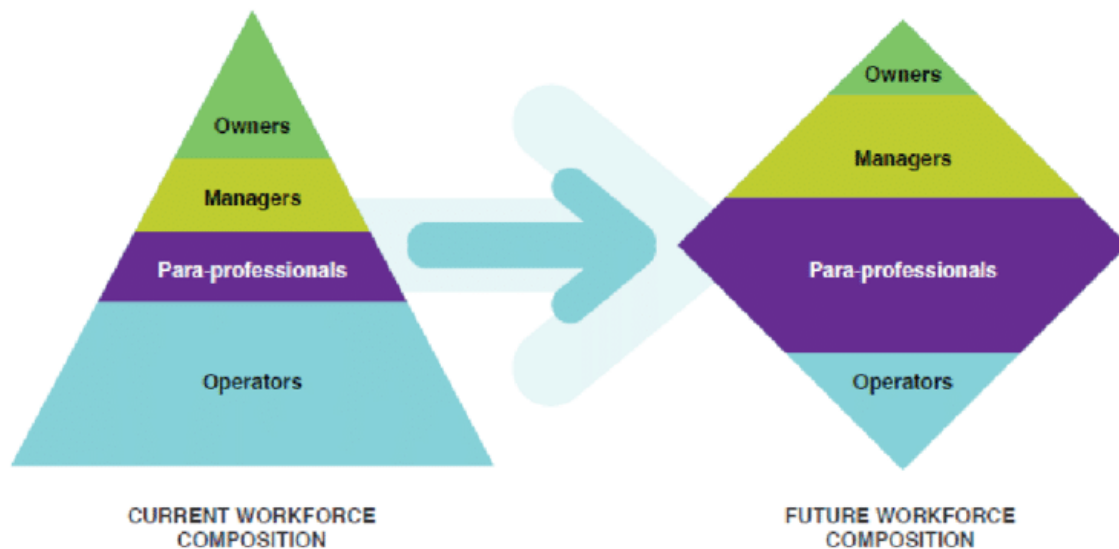 Owners
Managers
Para-professionals
Operators
CURRENT WORKFORCE
COMPOSITION
Owners
Managers
Para-professionals
Operators
FUTURE WORKFORCE
COMPOSITION